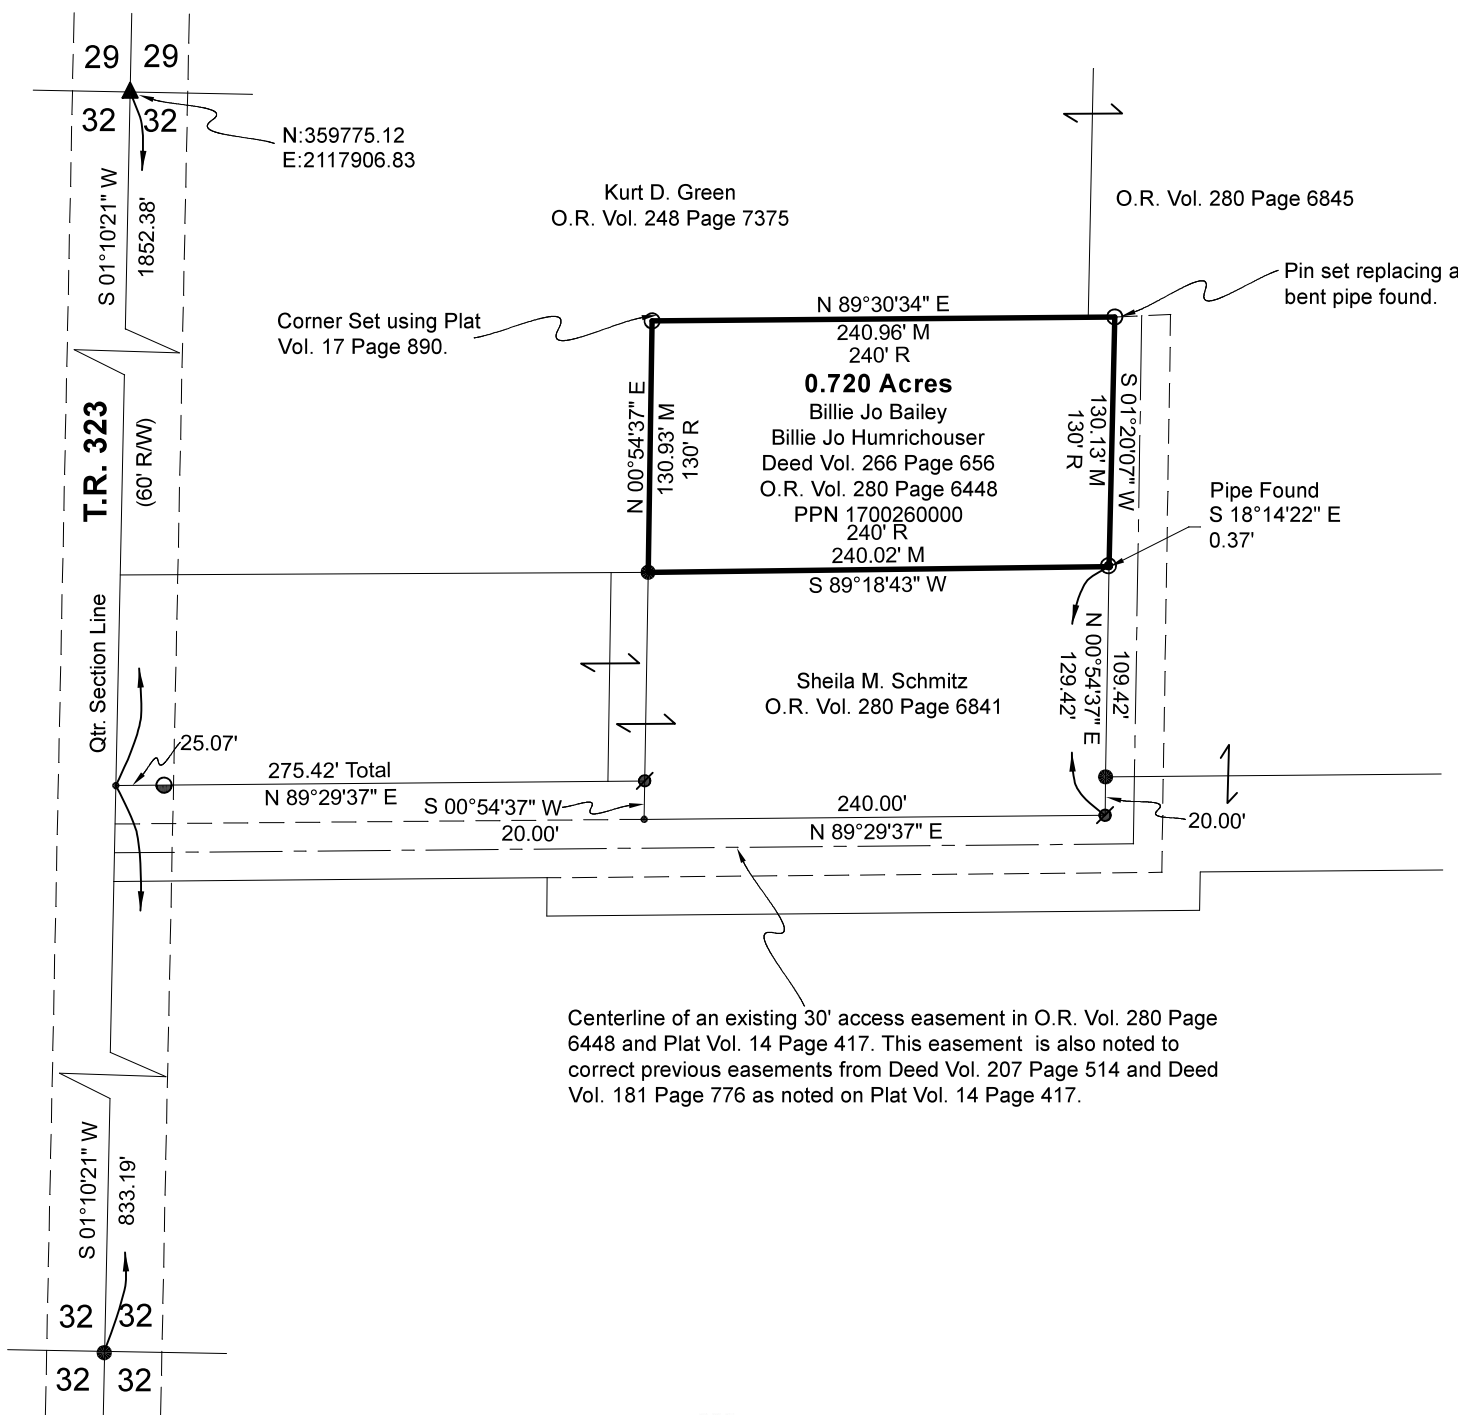 29 29
32 32
N:359775.12
E:2117906.83
S 01°10'21" W
1852.38'
Kurt D. Green
O.R. Vol. 248 Page 7375
O.R. Vol. 280 Page 6845
Pin set replacing a
bent pipe found.
Corner Set using Plat
Vol. 17 Page 890.
N 89°30'34" E
240.96' M
240' R
0.720 Acres
Billie Jo Bailey
Billie Jo Humrichouser
Deed Vol. 266 Page 656
O.R. Vol. 280 Page 6448
PPN 1700260000
240' R
240.02' M
S 89°18'43" W
N 00°54'37" E
130.93' M
130' R
S 01°20'07" W
130.13' M
130' R
Pipe Found
S 18°14'22" E
0.37'
T.R. 323
(60' R/W)
Qtr. Section Line
Sheila M. Schmitz
O.R. Vol. 280 Page 6841
109.42'
N 00°54'37" E
129.42'
25.07'
275.42' Total
N 89°29'37" E
S 00°54'37" W
20.00'
240.00'
N 89°29'37" E
20.00'
Centerline of an existing 30' access easement in O.R. Vol. 280 Page
6448 and Plat Vol. 14 Page 417. This easement is also noted to
correct previous easements from Deed Vol. 207 Page 514 and Deed
Vol. 181 Page 776 as noted on Plat Vol. 14 Page 417.
S 01°10'21" W
833.19'
32 32
32 32